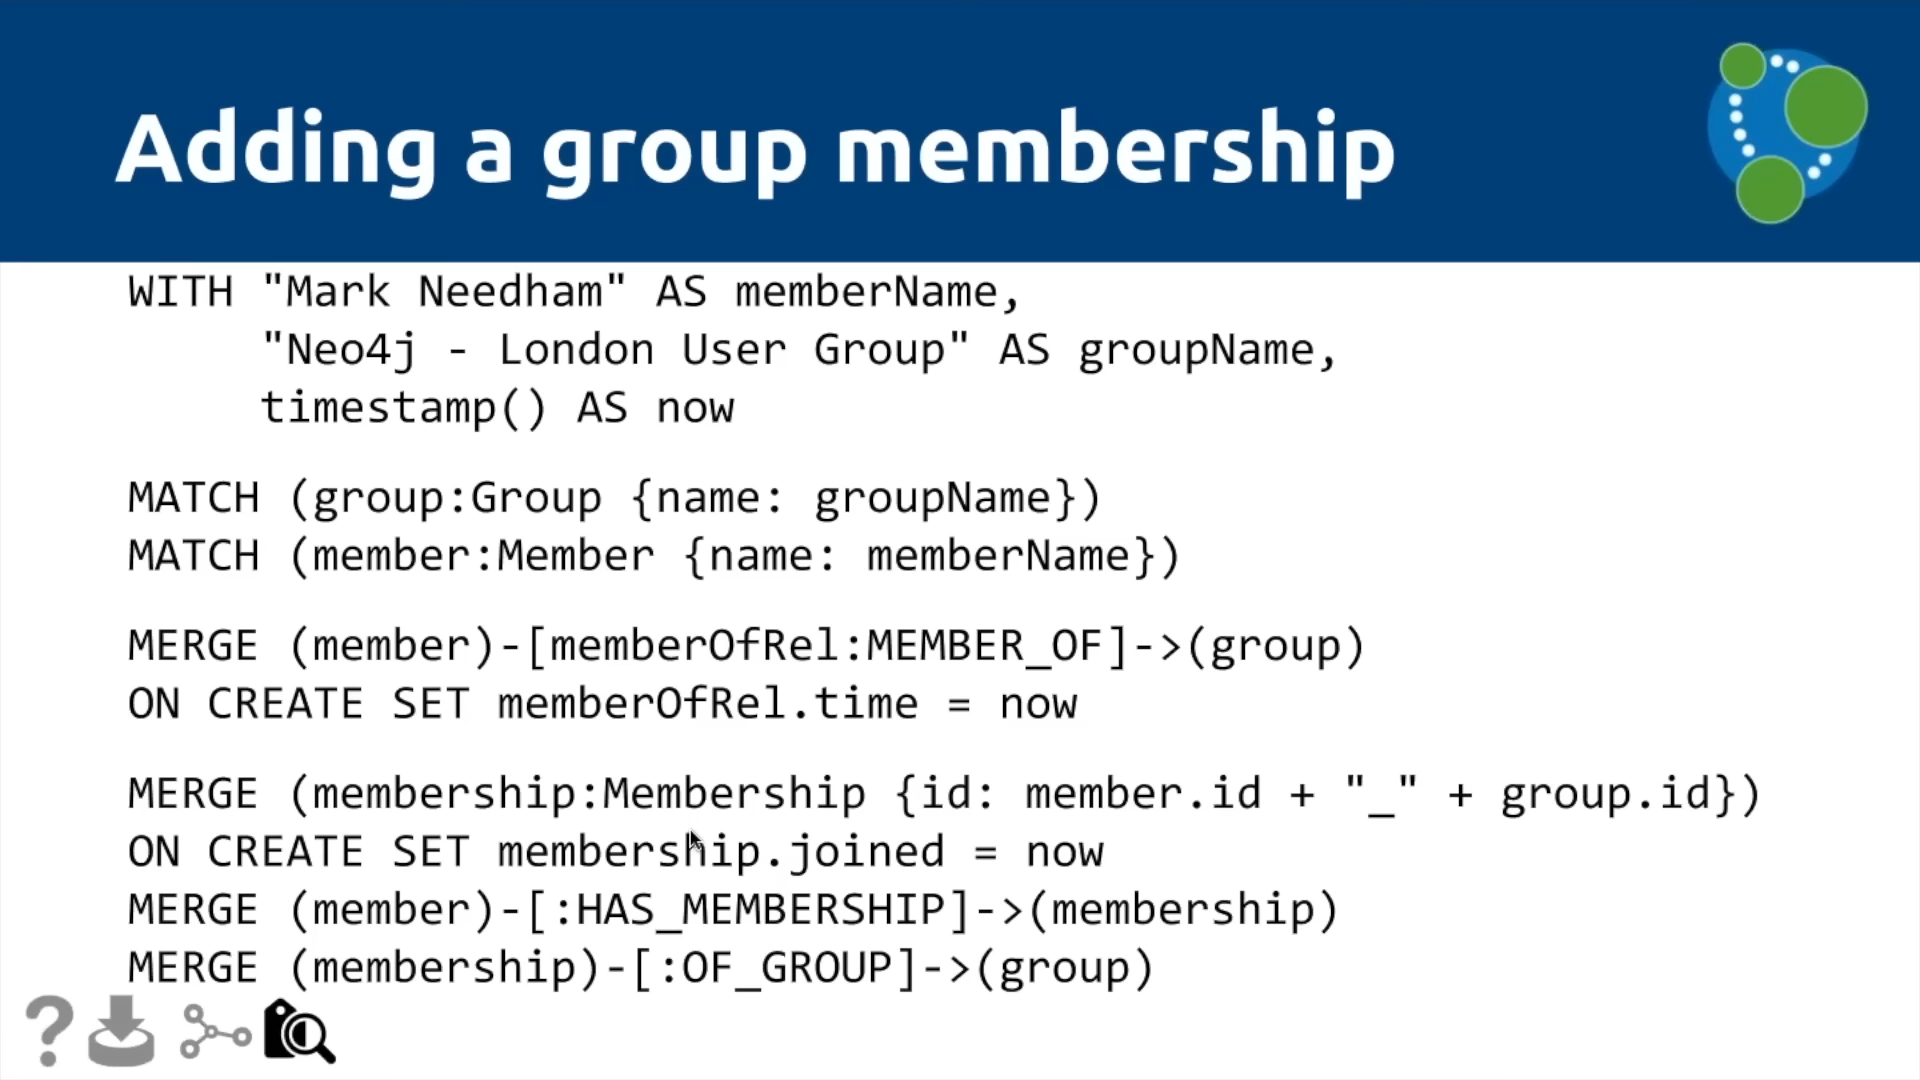 Adding a group membership
WITH "Mark Needham" AS memberName,
"Neo4j - London User Group" AS groupName,
timestamp() AS now
MATCH (group:Group {name: groupName})
MATCH (member:Member {name: memberName})
MERGE (member)-[memberOfRel:MEMBER_OF]->(group)
ON CREATE SET memberOfRel.time = now
MERGE (membership:Membership {id: member.id + "_" + group.id})
ON CREATE SET membership.joined = now
MERGE (member)-[:HAS_MEMBERSHIP]->(membership)
MERGE (membership)-[:OF_GROUP]->(group)
?